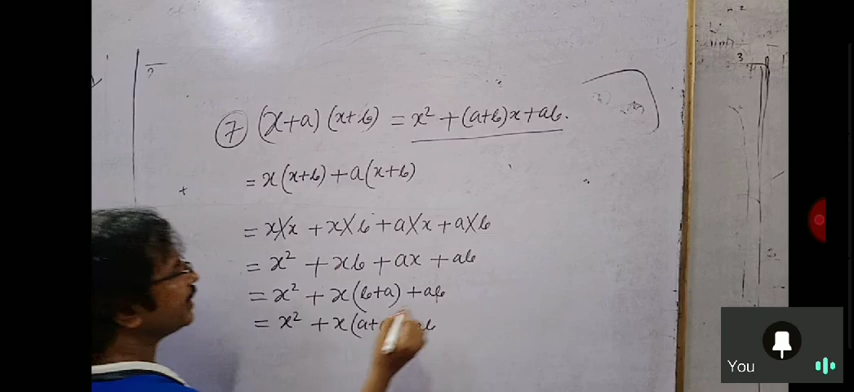 ⑦ (x+a)(x+b) = x² + (a+b)x + ab.
= x(x+b) + a(x+b)
= x×x + x×b + a×x + a×b
= x² + xb + ax + ab
= x² + x(b+a) + ab
= x² + x(a+
You